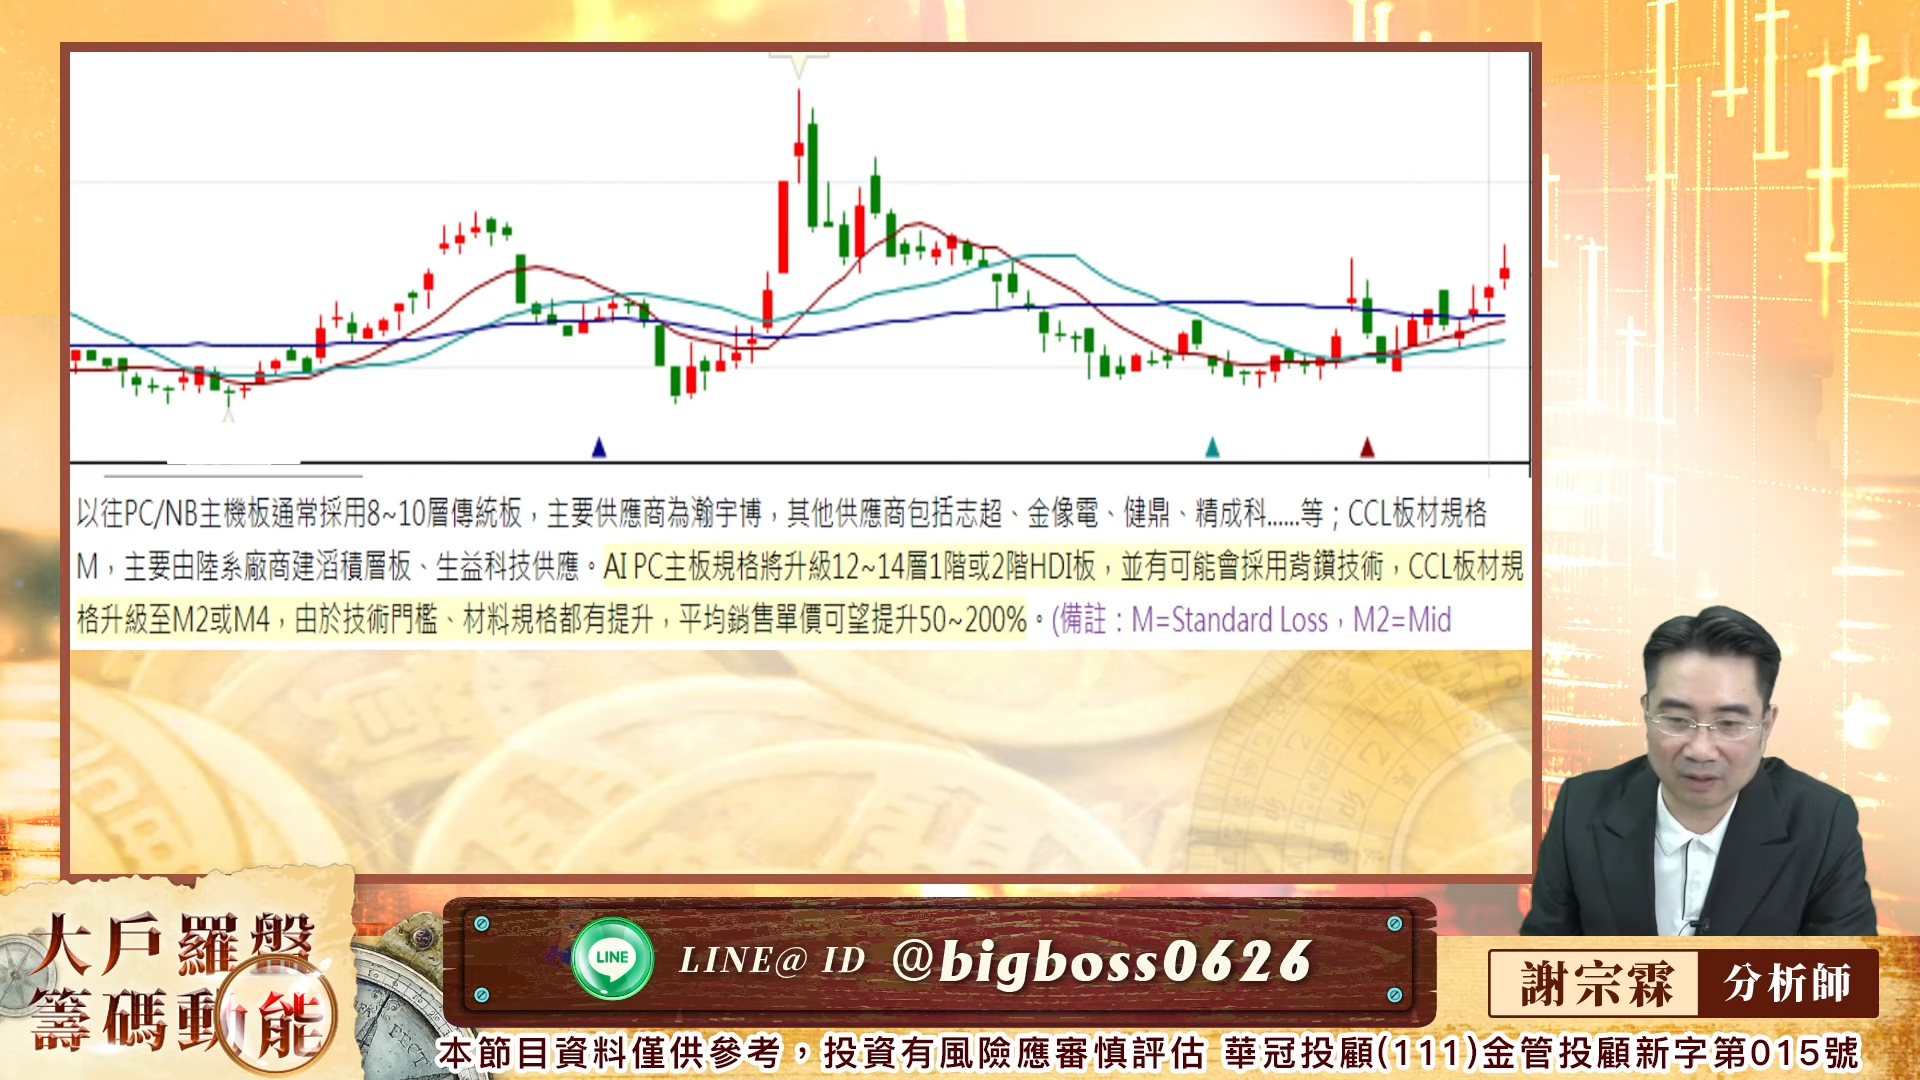 以往PC/NB主機板通常採用8~10層傳統板，主要供應商為瀚宇博，其他供應商包括志超、金像電、健鼎、精成科......等；CCL板材規格
M，主要由陸系廠商建滔積層板、生益科技供應。AI PC主板規格將升級12~14層1階或2階HDI板，並有可能會採用背鑽技術，CCL板材規
格升級至M2或M4，由於技術門檻、材料規格都有提升，平均銷售單價可望提升50~200%。(備註：M=Standard Loss，M2=Mid
大戶羅盤
籌碼動能
LINE
LINE@ ID @bigboss0626
謝宗霖 分析師
本節目資料僅供參考，投資有風險應審慎評估 華冠投顧(111)金管投顧新字第015號